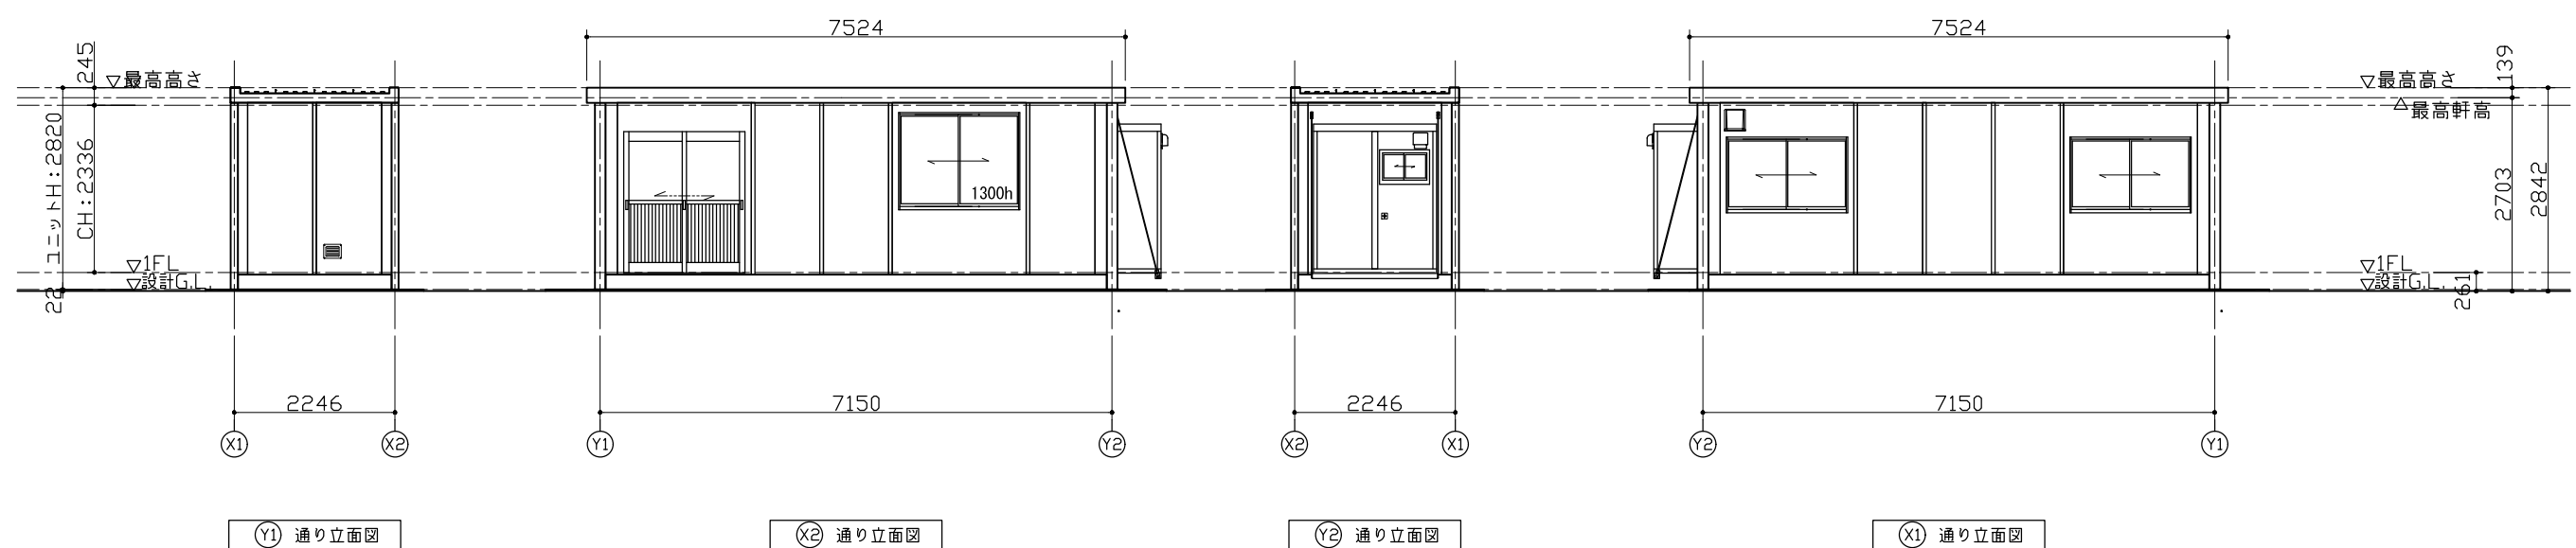 7524
7524
245
139
▽最高高さ
▽最高高さ
△最高軒高
ユニットH:2820
CH:2336
1300h
2703
2842
▽1FL
▽設計G.L.
22
▽1FL
▽設計G.L.
261
2246
7150
2246
7150
X1
X2
Y1
Y2
X2
X1
Y2
Y1
Y1 通り立面図
X2 通り立面図
Y2 通り立面図
X1 通り立面図